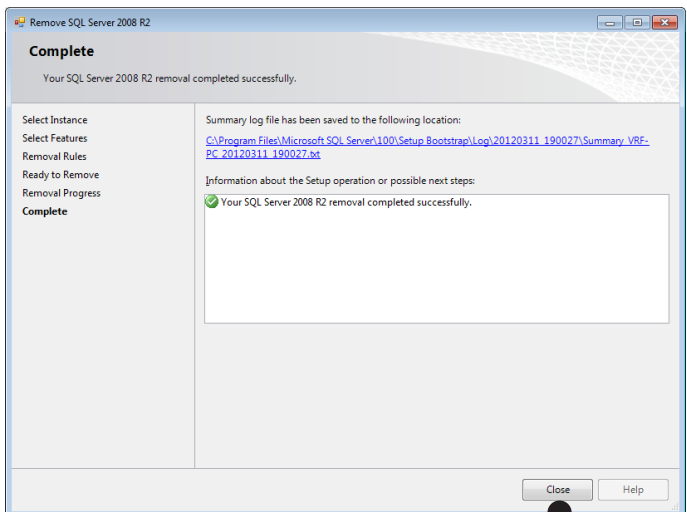 Remove SQL Server 2008 R2
Complete
Your SQL Server 2008 R2 removal completed successfully.
Select Instance
Select Features
Removal Rules
Ready to Remove
Removal Progress
Complete
Summary log file has been saved to the following location:
C:\Program Files\Microsoft SQL Server\100\Setup Bootstrap\Log\20120311_190027\Summary_VRF-
PC_20120311_190027.txt
Information about the Setup operation or possible next steps:
Your SQL Server 2008 R2 removal completed successfully.
Close
Help